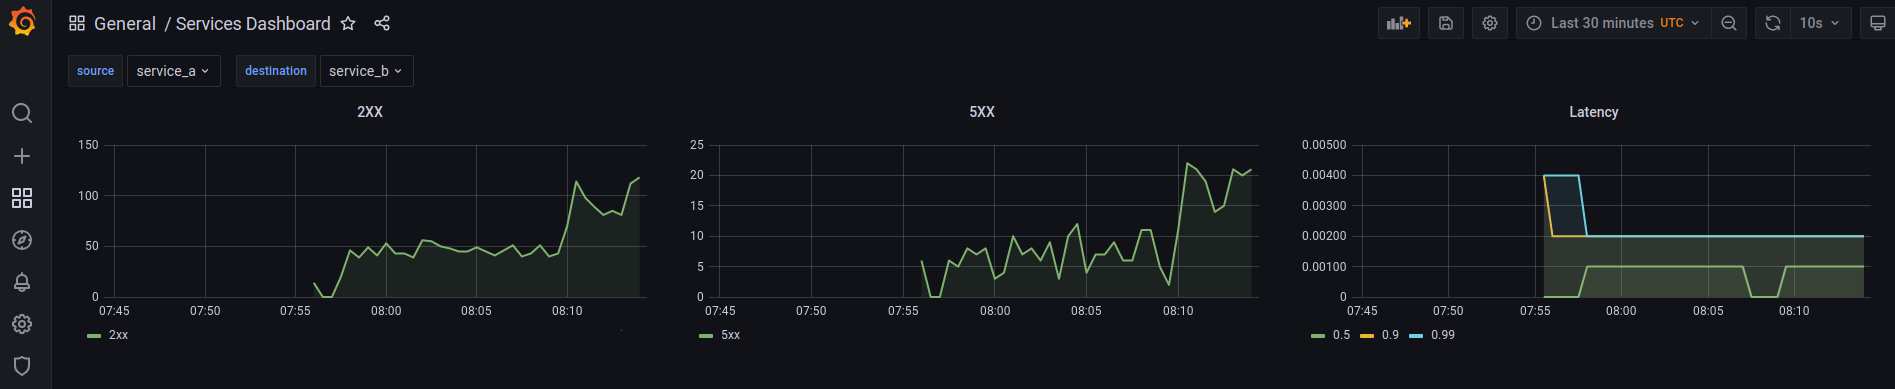 General / Services Dashboard
Last 30 minutes UTC
10s
source service_a destination service_b
2XX
150
100
50
0
07:45 07:50 07:55 08:00 08:05 08:10
2xx
5XX
25
20
15
10
5
0
07:45 07:50 07:55 08:00 08:05 08:10
5xx
Latency
0.00500
0.00400
0.00300
0.00200
0.00100
0
07:45 07:50 07:55 08:00 08:05 08:10
0.5 0.9 0.99